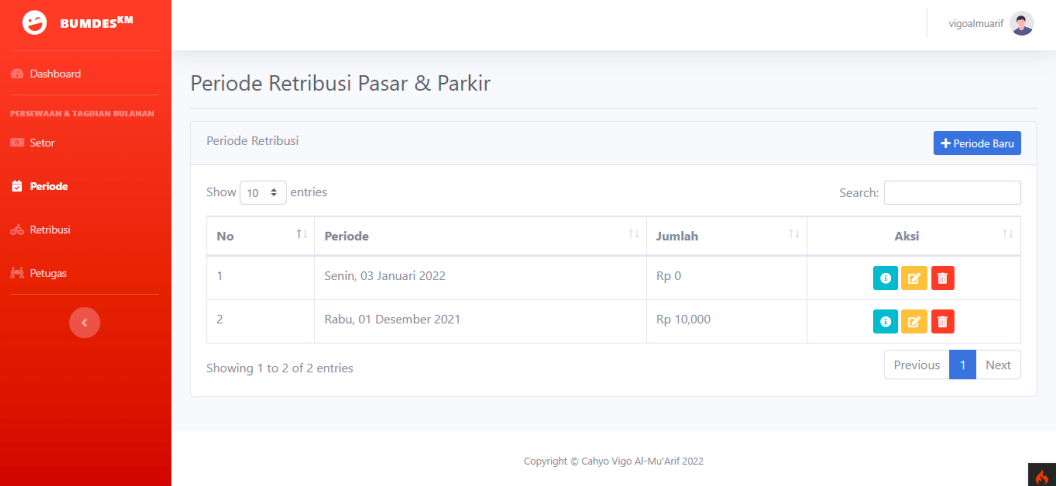 BUMDES KM
vigoalmuarif
Dashboard
PERSEWAAN & TAGIHAN BULANAN
Setor
Periode
Retribusi
Petugas
Periode Retribusi Pasar & Parkir
Periode Retribusi
Periode Baru
Show 10 entries
Search:
No Periode Jumlah Aksi
1 Senin, 03 Januari 2022 Rp 0
2 Rabu, 01 Desember 2021 Rp 10,000
Showing 1 to 2 of 2 entries
Previous 1 Next
Copyright © Cahyo Vigo Al-Mu'Arif 2022